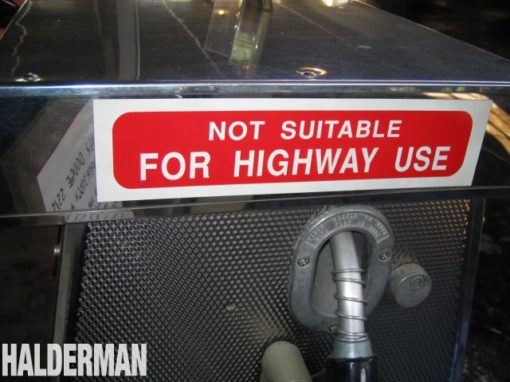 NOT SUITABLE
FOR HIGHWAY USE
HALDERMAN